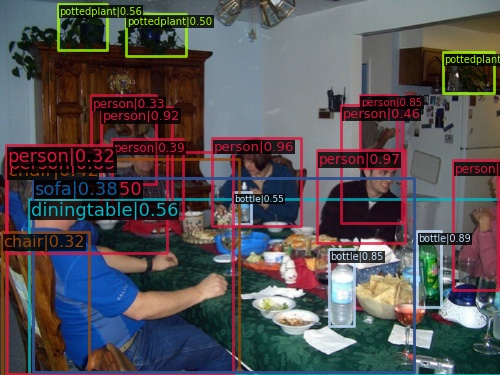 pottedplant|0.56
pottedplant|0.50
pottedplant
person|0.33
person|0.85
person|0.92
person|0.46
person|0.39
person|0.96
person|0.32
person|0.97
person
sofa|0.38
50
bottle|0.55
diningtable|0.56
chair|0.32
bottle|0.89
bottle|0.85